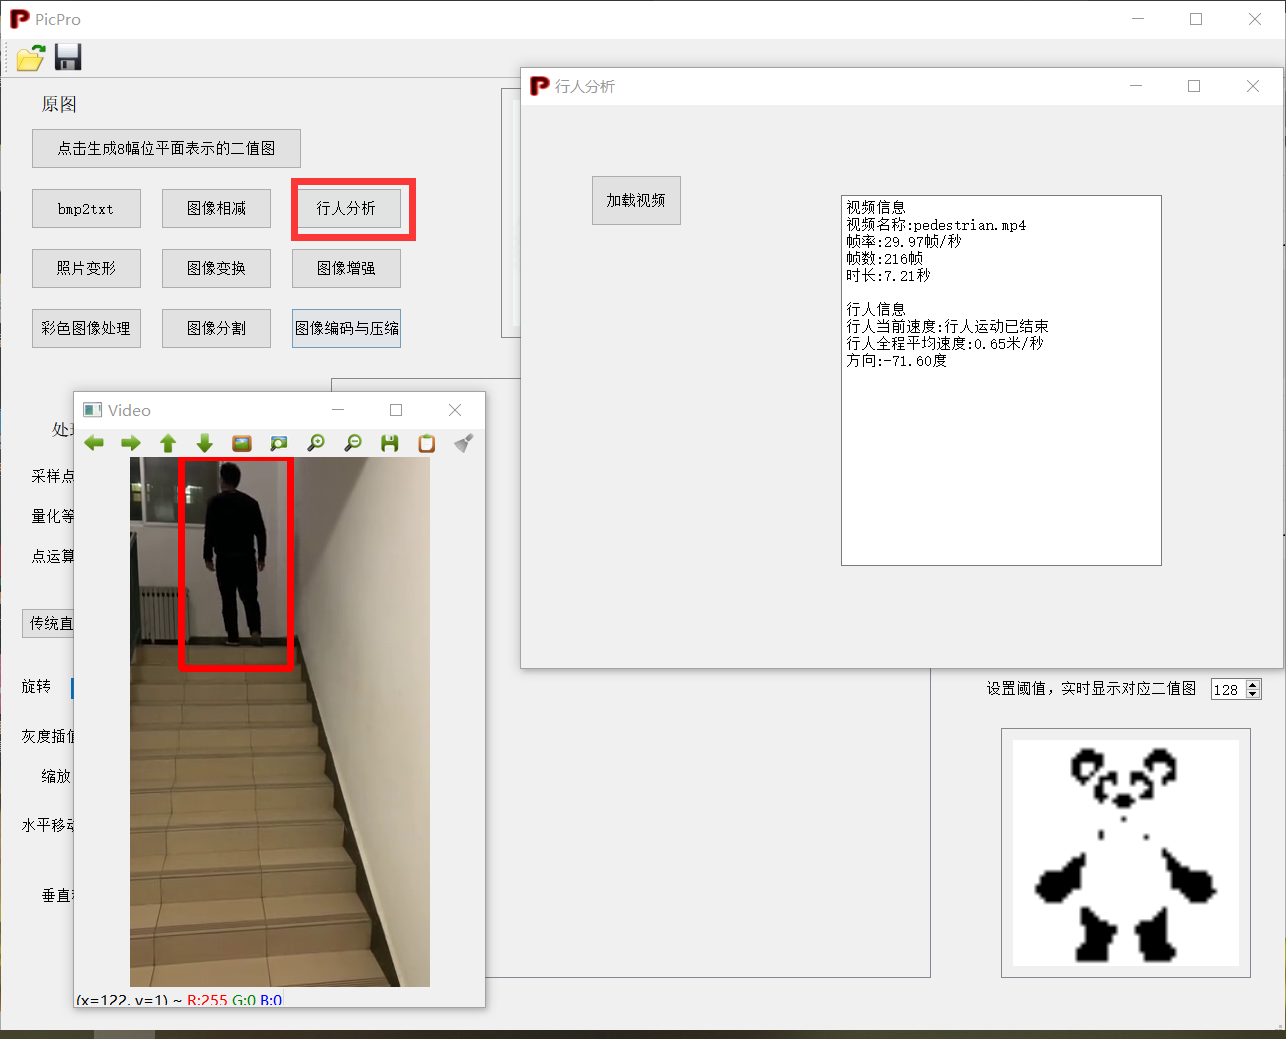 PicPro
原图
点击生成8幅位平面表示的二值图
bmp2txt
图像相减
行人分析
照片变形
图像变换
图像增强
彩色图像处理
图像分割
图像编码与压缩
行人分析
加载视频
视频信息
视频名称:pedestrian.mp4
帧率:29.97帧/秒
帧数:216帧
时长:7.21秒
行人信息
行人当前速度:行人运动已结束
行人全程平均速度:0.65米/秒
方向:-71.60度
Video
采样点
量化等
点运算
传统直
旋转
灰度插值
缩放
水平移动
垂直
(x=122, y=1) ~ R:255 G:0 B:0
设置阈值，实时显示对应二值图
128